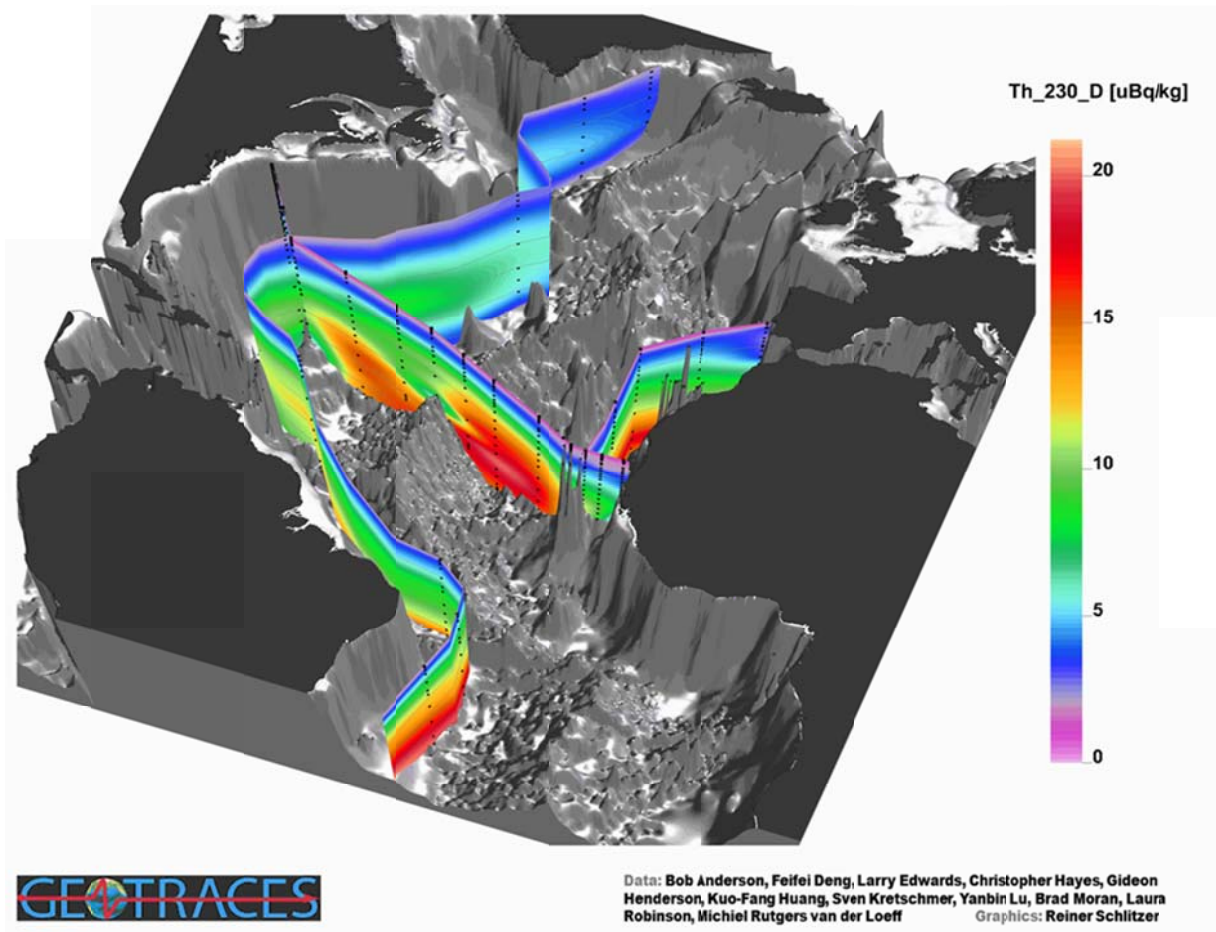 Th_230_D [uBq/kg]
20
15
10
5
0
GEOTRACES
Data: Bob Anderson, Feifei Deng, Larry Edwards, Christopher Hayes, Gideon
Henderson, Kuo-Fang Huang, Sven Kretschmer, Yanbin Lu, Brad Moran, Laura
Robinson, Michiel Rutgers van der Loeff Graphics: Reiner Schlitzer